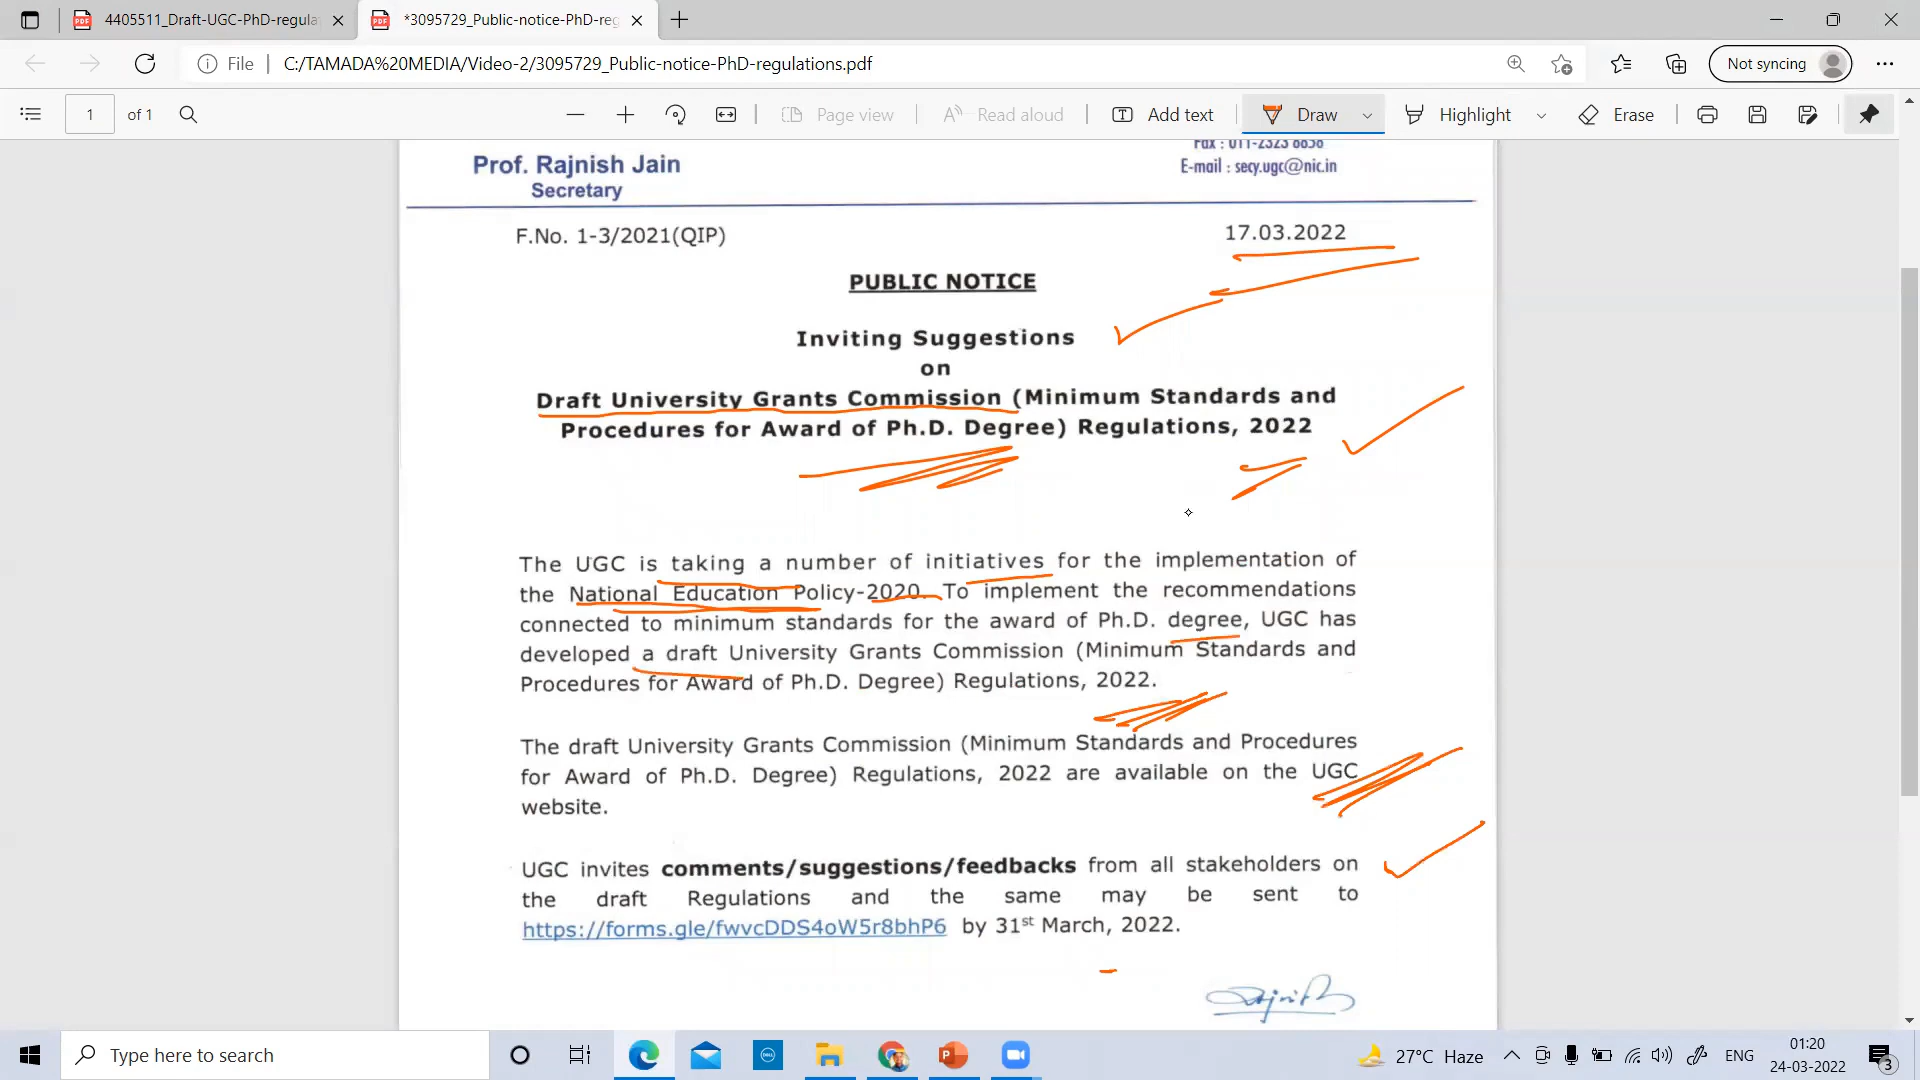 4405511_Draft-UGC-PhD-regula
*3095729_Public-notice-PhD-reg
File
C:/TAMADA%20MEDIA/Video-2/3095729_Public-notice-PhD-regulations.pdf
Not syncing
1 of 1
Page view
Read aloud
Add text
Draw
Highlight
Erase
Fax : 011-2323 8858
Prof. Rajnish Jain
E-mail : secy.ugc@nic.in
Secretary
F.No. 1-3/2021(QIP)
17.03.2022
PUBLIC NOTICE
Inviting Suggestions
on
Draft University Grants Commission (Minimum Standards and
Procedures for Award of Ph.D. Degree) Regulations, 2022
The UGC is taking a number of initiatives for the implementation of
the National Education Policy-2020. To implement the recommendations
connected to minimum standards for the award of Ph.D. degree, UGC has
developed a draft University Grants Commission (Minimum Standards and
Procedures for Award of Ph.D. Degree) Regulations, 2022.
The draft University Grants Commission (Minimum Standards and Procedures
for Award of Ph.D. Degree) Regulations, 2022 are available on the UGC
website.
UGC invites comments/suggestions/feedbacks from all stakeholders on
the draft Regulations and the same may be sent to
https://forms.gle/fwvcDDS4oW5r8bhP6 by 31st March, 2022.
Type here to search
27°C Haze
ENG
01:20
24-03-2022
3